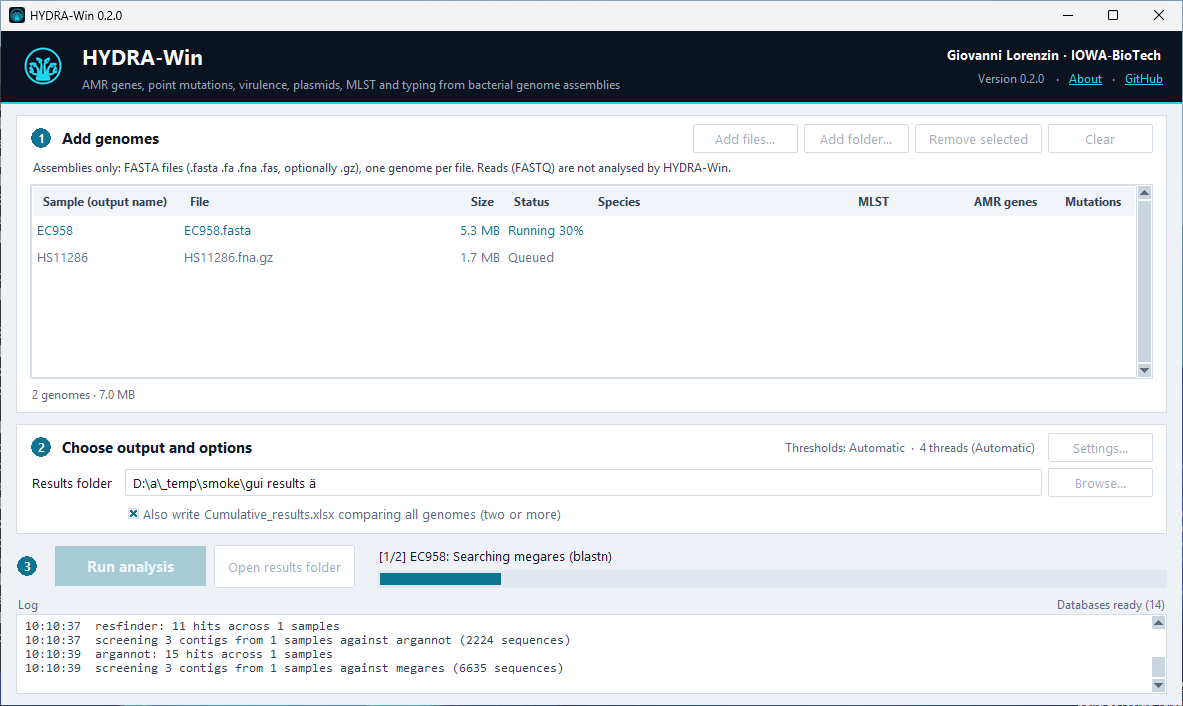 HYDRA-Win 0.2.0
HYDRA-Win
AMR genes, point mutations, virulence, plasmids, MLST and typing from bacterial genome assemblies
Giovanni Lorenzin · IOWA-BioTech
Version 0.2.0 · About · GitHub
1 Add genomes
Add files... Add folder... Remove selected Clear
Assemblies only: FASTA files (.fasta .fa .fna .fas, optionally .gz), one genome per file. Reads (FASTQ) are not analysed by HYDRA-Win.
Sample (output name) File Size Status Species MLST AMR genes Mutations
EC958 EC958.fasta 5.3 MB Running 30%
HS11286 HS11286.fna.gz 1.7 MB Queued
2 genomes · 7.0 MB
2 Choose output and options
Thresholds: Automatic · 4 threads (Automatic) Settings...
Results folder D:\a\_temp\smoke\gui results ä Browse...
Also write Cumulative_results.xlsx comparing all genomes (two or more)
3 Run analysis Open results folder
[1/2] EC958: Searching megares (blastn)
Log Databases ready (14)
10:10:37 resfinder: 11 hits across 1 samples
10:10:37 screening 3 contigs from 1 samples against argannot (2224 sequences)
10:10:39 argannot: 15 hits across 1 samples
10:10:39 screening 3 contigs from 1 samples against megares (6635 sequences)